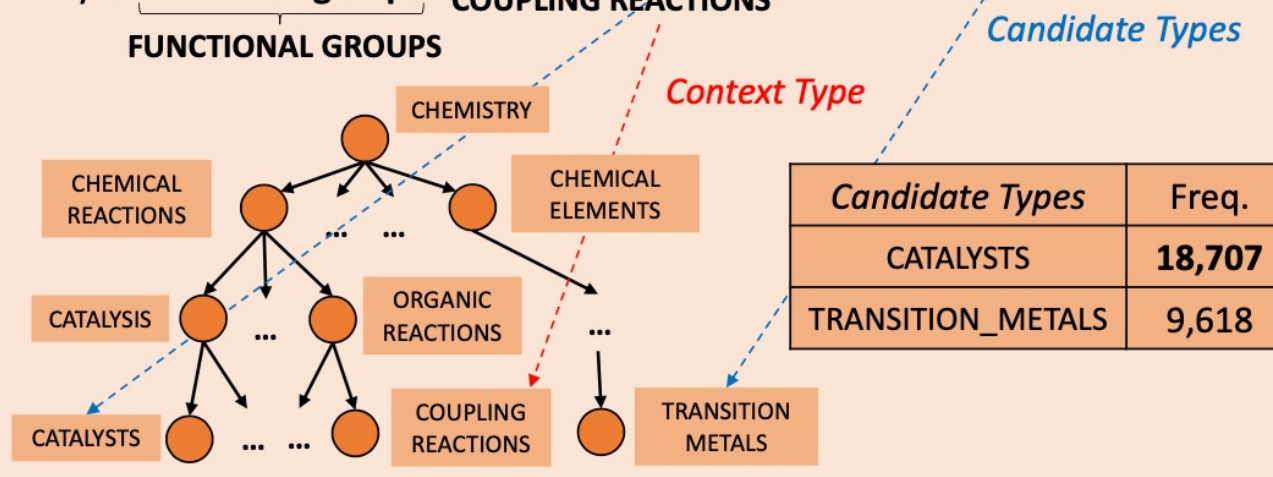 COUPLING REACTIONS
FUNCTIONAL GROUPS
Candidate Types
Context Type
CHEMISTRY
CHEMICAL
REACTIONS
CHEMICAL
ELEMENTS
... ...
Candidate Types Freq.
CATALYSTS 18,707
TRANSITION_METALS 9,618
CATALYSIS
...
ORGANIC
REACTIONS
...
CATALYSTS
... ...
COUPLING
REACTIONS
TRANSITION
METALS